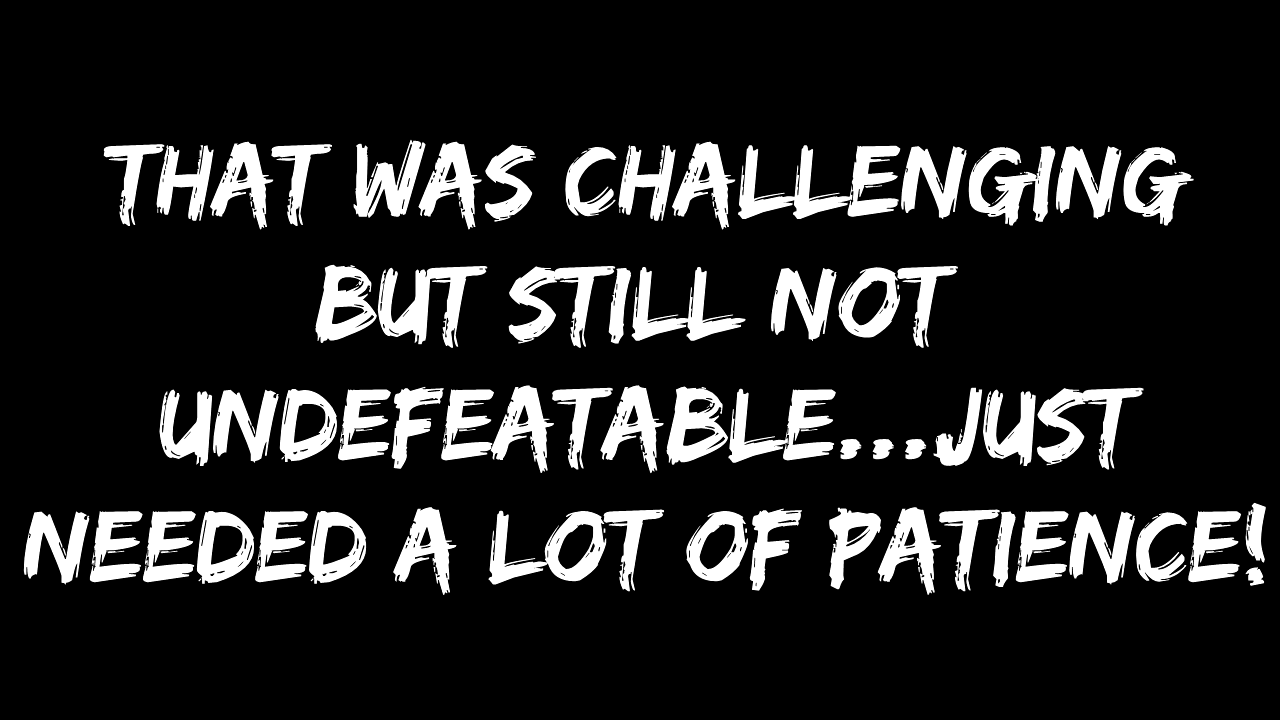 THAT WAS CHALLENGING
BUT STILL NOT
UNDEFEATABLE...JUST
NEEDED A LOT OF PATIENCE!